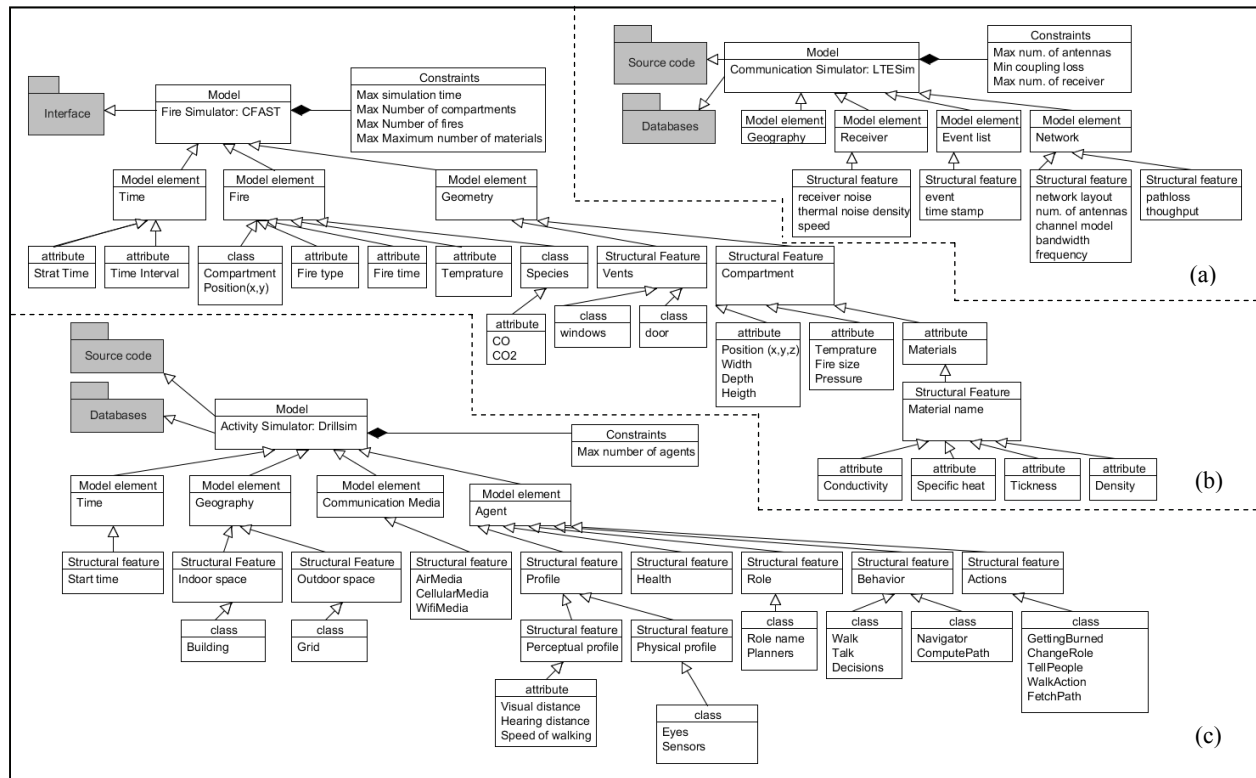 Source code
Databases
Model
Communication Simulator: LTESim
Constraints
Max num. of antennas
Min coupling loss
Max num. of receiver
Model element
Geography
Model element
Receiver
Model element
Event list
Model element
Network
Structural feature
receiver noise
thermal noise density
speed
Structural feature
event
time stamp
Structural feature
network layout
num. of antennas
channel model
bandwidth
frequency
Structural feature
pathloss
thoughput
(a)
Interface
Model
Fire Simulator: CFAST
Constraints
Max simulation time
Max Number of compartments
Max Number of fires
Max Maximum number of materials
Model element
Time
Model element
Fire
Model element
Geometry
attribute
Strat Time
attribute
Time Interval
class
Compartment
Position(x,y)
attribute
Fire type
attribute
Fire time
attribute
Temprature
class
Species
Structural Feature
Vents
Structural Feature
Compartment
attribute
CO
CO2
class
windows
class
door
attribute
Position (x,y,z)
Width
Depth
Heigth
attribute
Temprature
Fire size
Pressure
attribute
Materials
Structural Feature
Material name
attribute
Conductivity
attribute
Specific heat
attribute
Tickness
attribute
Density
(b)
Source code
Databases
Model
Activity Simulator: Drillsim
Constraints
Max number of agents
Model element
Time
Model element
Geography
Model element
Communication Media
Model element
Agent
Structural feature
Start time
Structural Feature
Indoor space
Structural Feature
Outdoor space
Structural feature
AirMedia
CellularMedia
WifiMedia
Structural feature
Profile
Structural feature
Health
Structural feature
Role
Structural feature
Behavior
Structural feature
Actions
class
Building
class
Grid
Structural feature
Perceptual profile
Structural feature
Physical profile
class
Role name
Planners
class
Walk
Talk
Decisions
class
Navigator
ComputePath
class
GettingBurned
ChangeRole
TellPeople
WalkAction
FetchPath
attribute
Visual distance
Hearing distance
Speed of walking
class
Eyes
Sensors
(c)